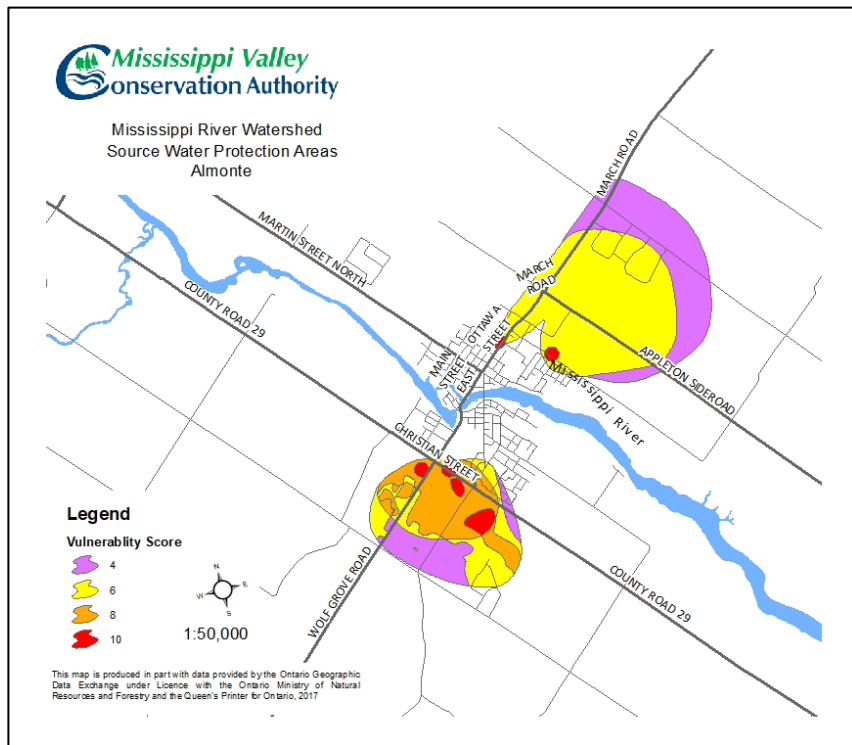 Mississippi Valley
Conservation Authority
Mississippi River Watershed
Source Water Protection Areas
Almonte
MARCH ROAD
MARTIN STREET NORTH
COUNTY ROAD 29
MARCH
ROAD
OTTAWA
STREET
MAIN
STREET
EAST
APPLETON SIDEROAD
Mississippi River
CHRISTIAN STREET
WOLF GROVE ROAD
COUNTY ROAD 29
Legend
Vulnerablity Score
4
6
8
10
N
W E
S
1:50,000
This map is produced in part with data provided by the Ontario Geographic
Data Exchange under Licence with the Ontario Ministry of Natural
Resources and Forestry and the Queen's Printer for Ontario, 2017